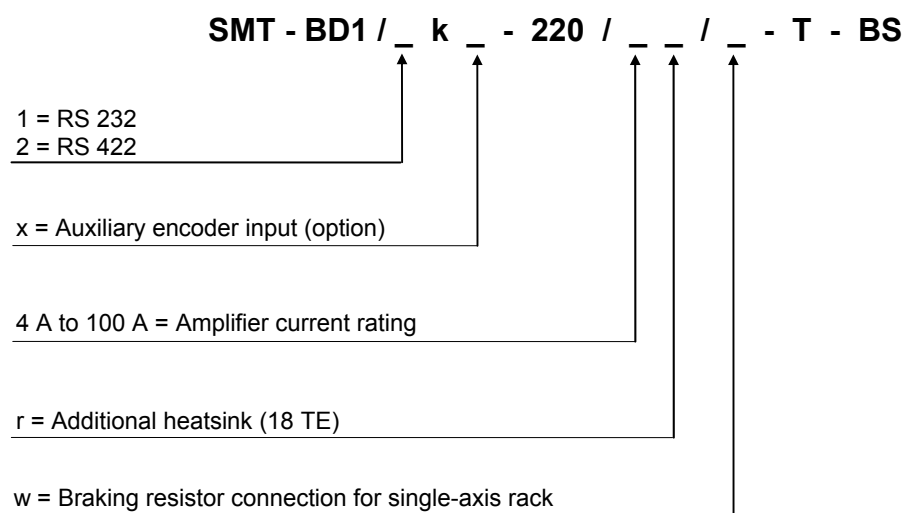 SMT - BD1 / _ k _ - 220 / _ _ / _ - T - BS
1 = RS 232
2 = RS 422
x = Auxiliary encoder input (option)
4 A to 100 A = Amplifier current rating
r = Additional heatsink (18 TE)
w = Braking resistor connection for single-axis rack